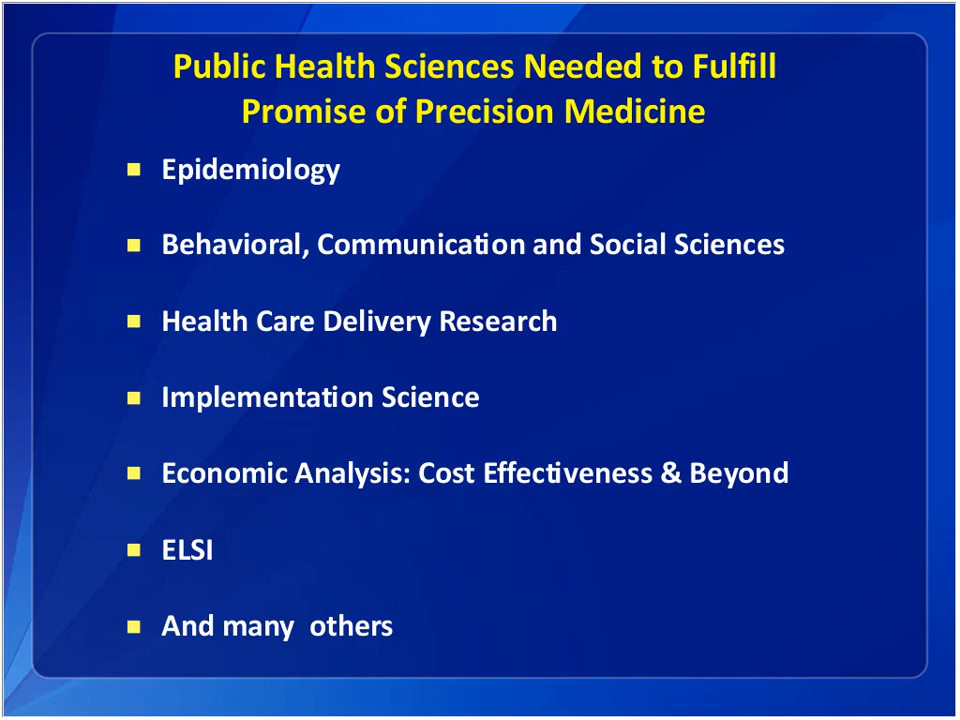 Public Health Sciences Needed to Fulfill
Promise of Precision Medicine
Epidemiology
Behavioral, Communication and Social Sciences
Health Care Delivery Research
Implementation Science
Economic Analysis: Cost Effectiveness & Beyond
ELSI
And many  others